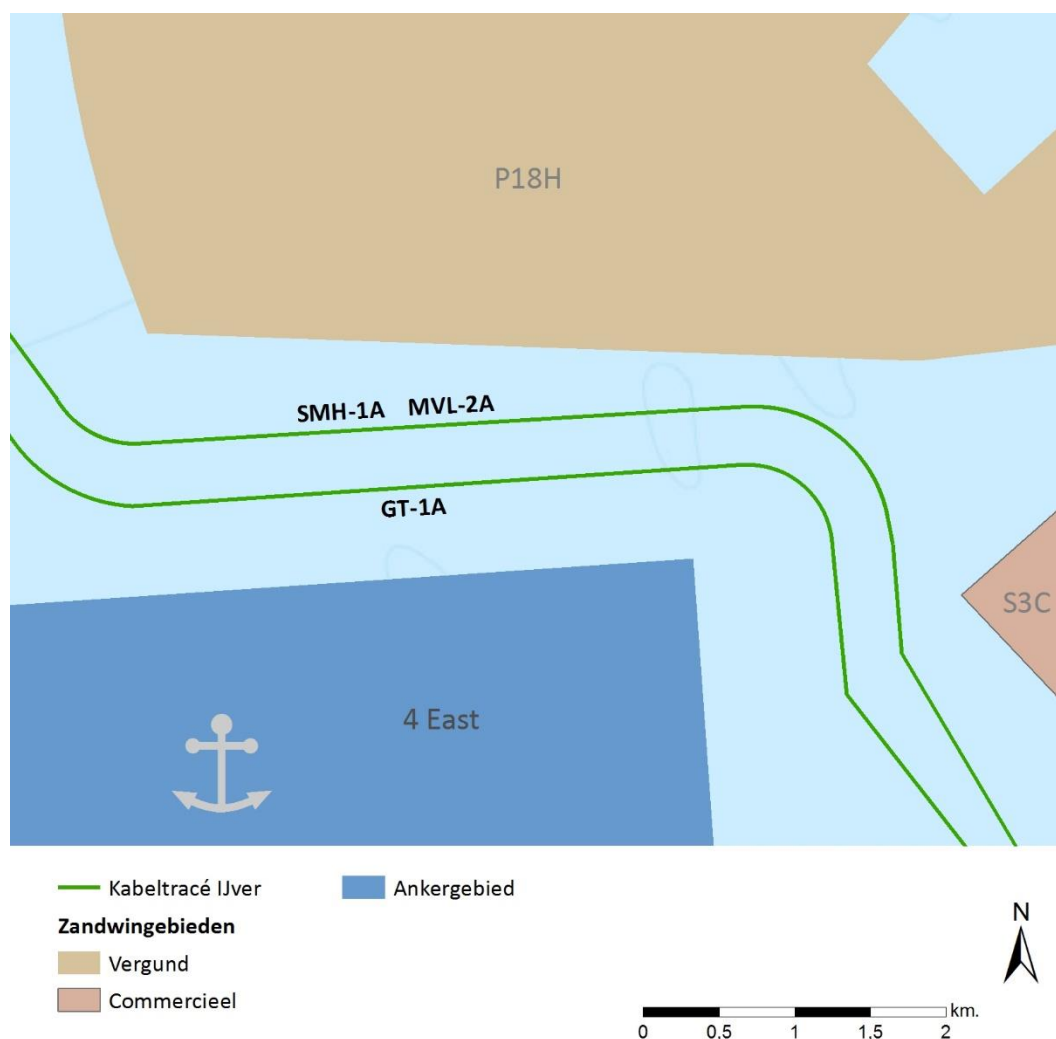 P18H
SMH-1A MVL-2A
GT-1A
S3C
4 East
Kabeltracé IJver
Ankergebied
Zandwingebieden
Vergund
Commercieel
N
km.
0 0.5 1 1.5 2